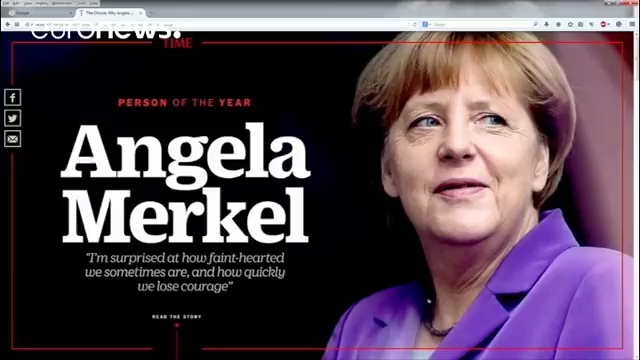 euronews.
TIME
PERSON OF THE YEAR
Angela
Merkel
"I'm surprised at how faint-hearted
we sometimes are, and how quickly
we lose courage"
READ THE STORY